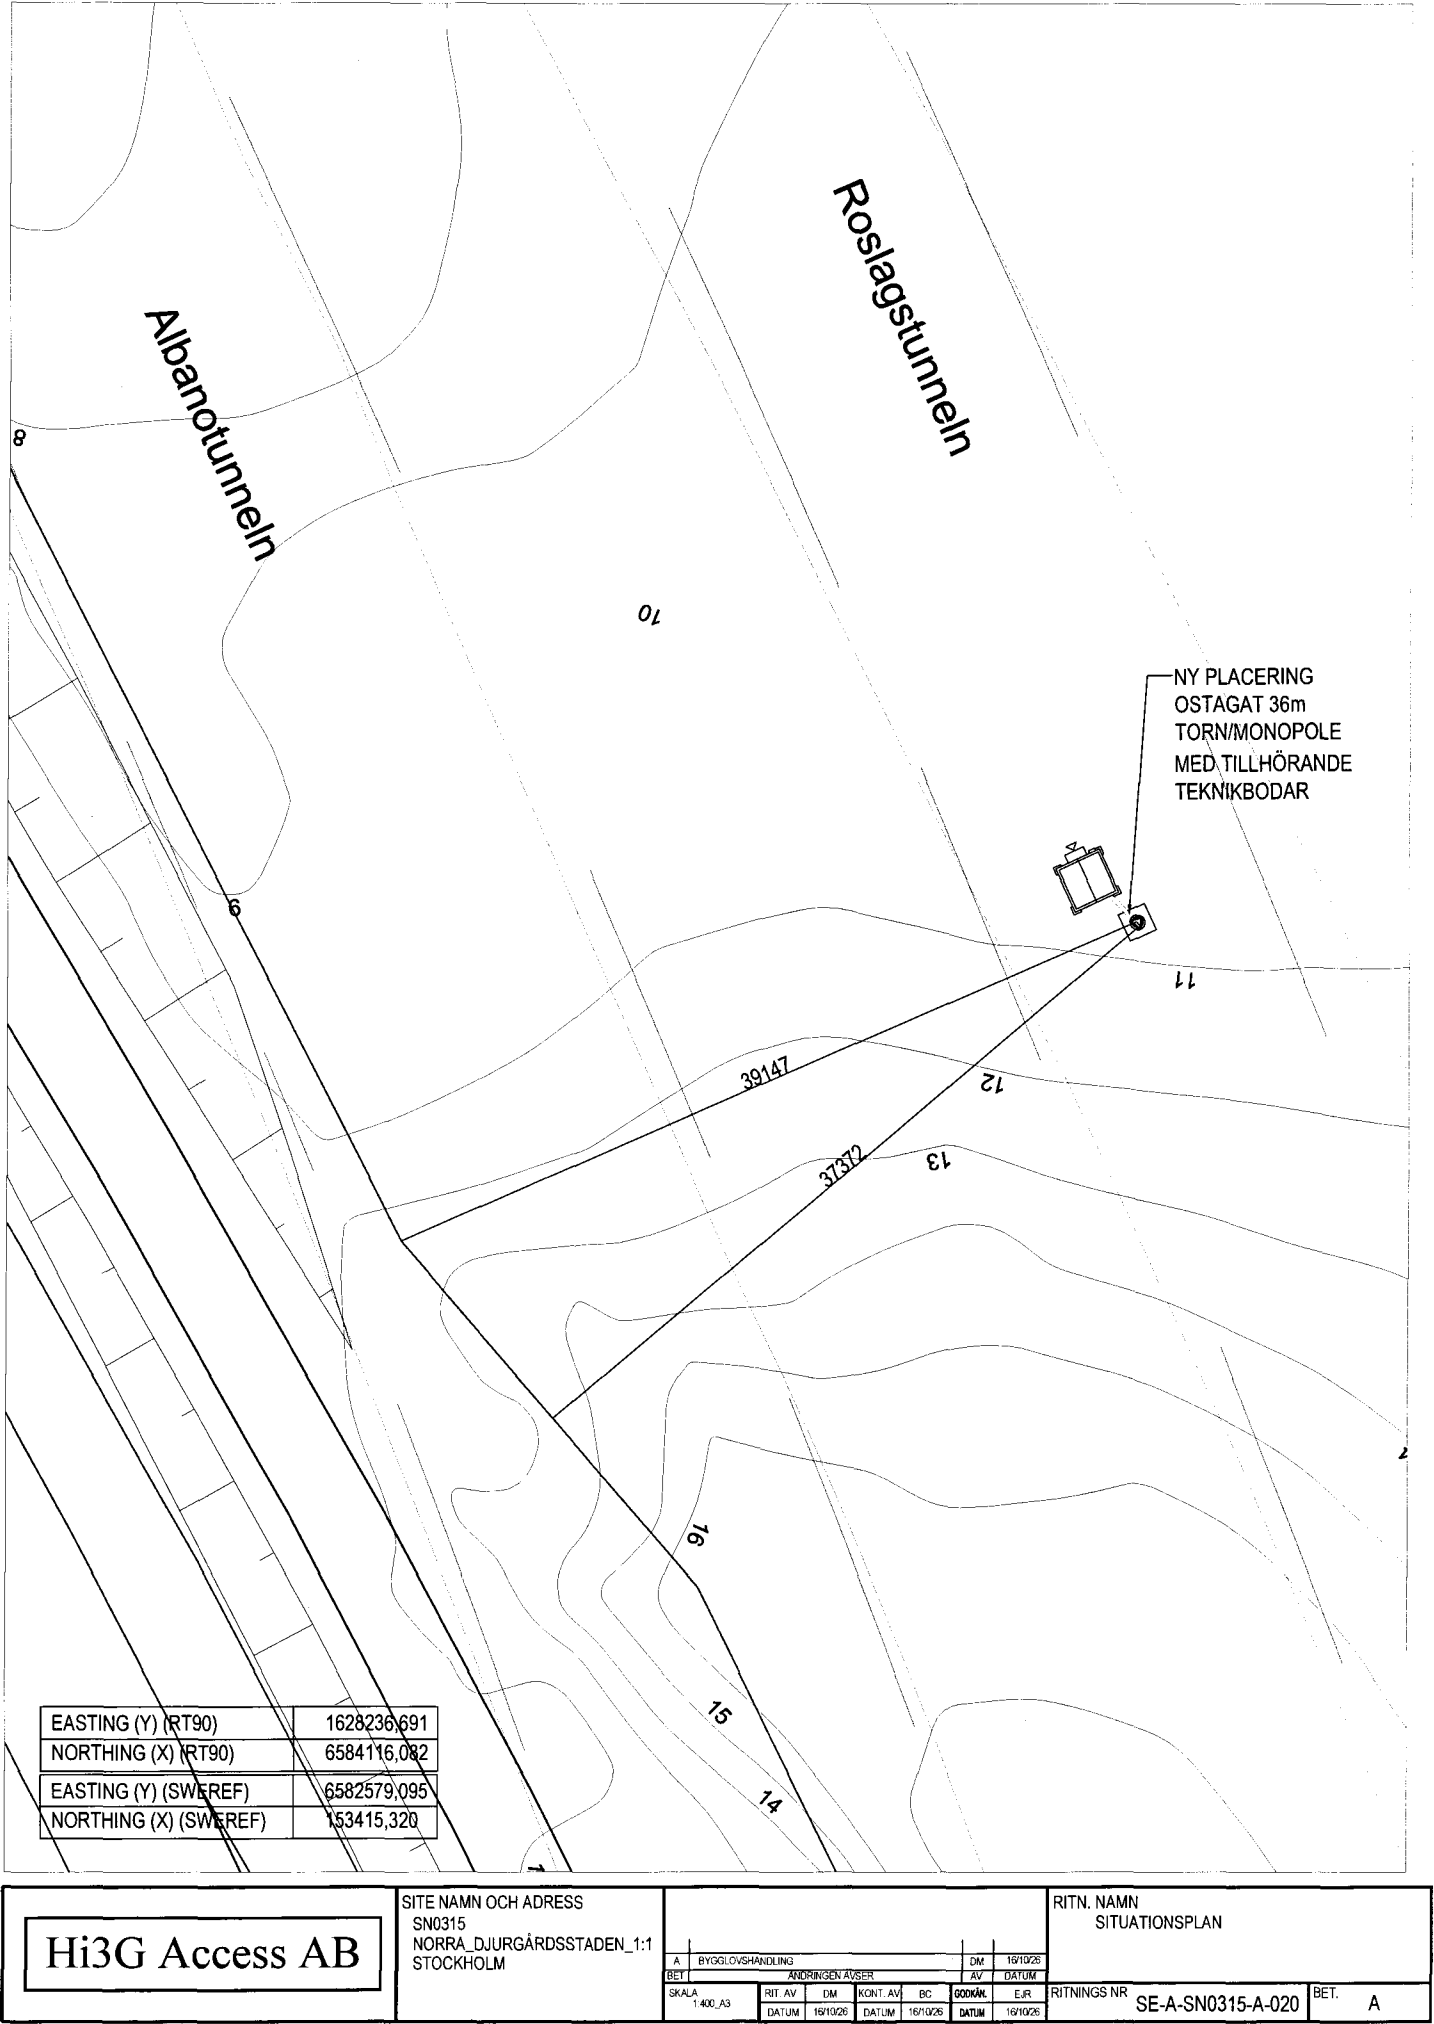 Roslagstunneln
Albanotunneln
8
10
NY PLACERING
OSTAGAT 36m
TORN/MONOPOLE
MED TILLHÖRANDE
TEKNIKBODAR
9
11
39147
12
37372
13
16
15
14
EASTING (Y) (RT90) 1628236,691
NORTHING (X) (RT90) 6584116,082
EASTING (Y) (SWEREF) 6582579,095
NORTHING (X) (SWEREF) 153415,320
Hi3G Access AB
SITE NAMN OCH ADRESS
SN0315
NORRA_DJURGÅRDSSTADEN_1:1
STOCKHOLM
A BYGGLOVSHANDLING DM 16/10/26
BET ÄNDRINGEN AVSER AV DATUM
SKALA 1:400_A3
RIT. AV DM KONT. AV BC GODKÄN. EJR
DATUM 16/10/26 DATUM 16/10/26 DATUM 16/10/26
RITN. NAMN
SITUATIONSPLAN
RITNINGS NR SE-A-SN0315-A-020
BET. A